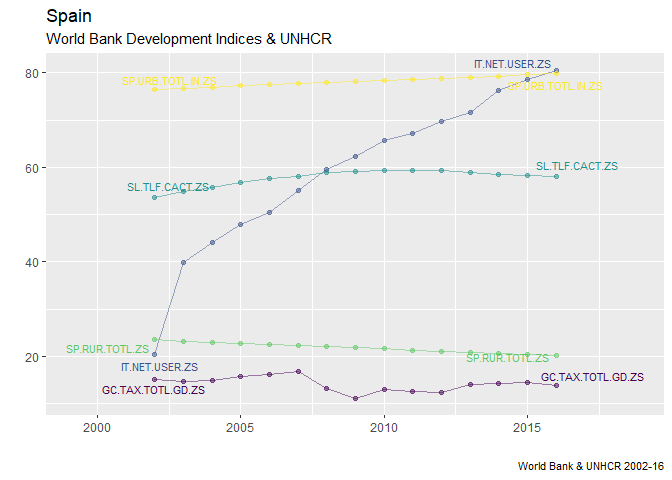 Spain
World Bank Development Indices & UNHCR
IT.NET.USER.ZS
80
SP.URB.TOTL.IN.ZS
SP.URB.TOTL.IN.ZS
SL.TLF.CACT.ZS
60
SL.TLF.CACT.ZS
40
SP.RUR.TOTL.ZS
20
SP.RUR.TOTL.ZS
IT.NET.USER.ZS
GC.TAX.TOTL.GD.ZS
GC.TAX.TOTL.GD.ZS
2000 2005 2010 2015
World Bank & UNHCR 2002-16